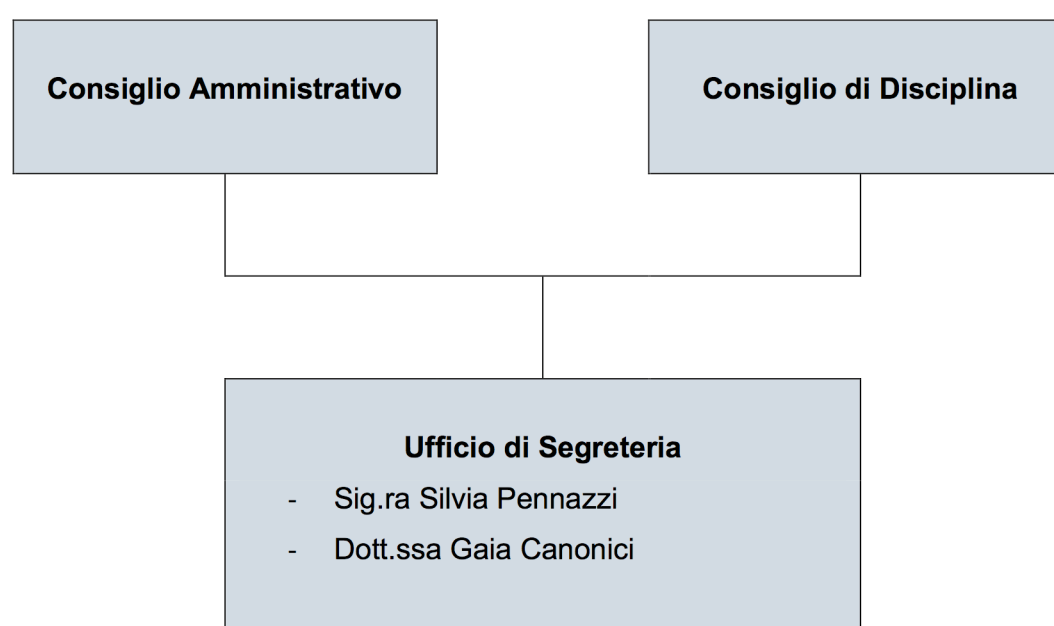 Consiglio Amministrativo
Consiglio di Disciplina
Ufficio di Segreteria
- Sig.ra Silvia Pennazzi
- Dott.ssa Gaia Canonici